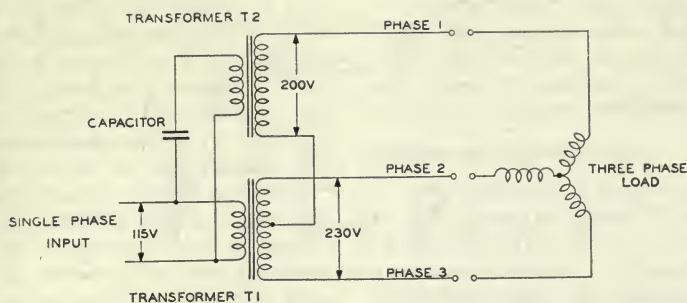 TRANSFORMER T2
PHASE 1
200V
CAPACITOR
PHASE 2
THREE PHASE
LOAD
SINGLE PHASE
INPUT
115V
230V
PHASE 3
TRANSFORMER T1